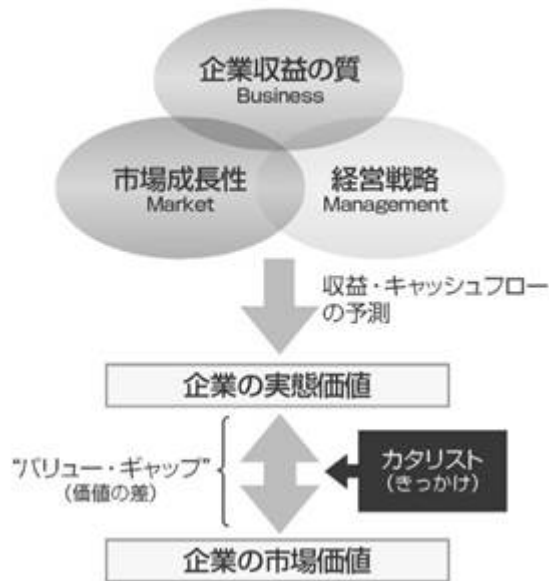 企業収益の質
Business
市場成長性
Market
経営戦略
Management
収益・キャッシュフロー
の予測
企業の実態価値
“バリュー・ギャップ”
(価値の差)
カタリスト
(きっかけ)
企業の市場価値